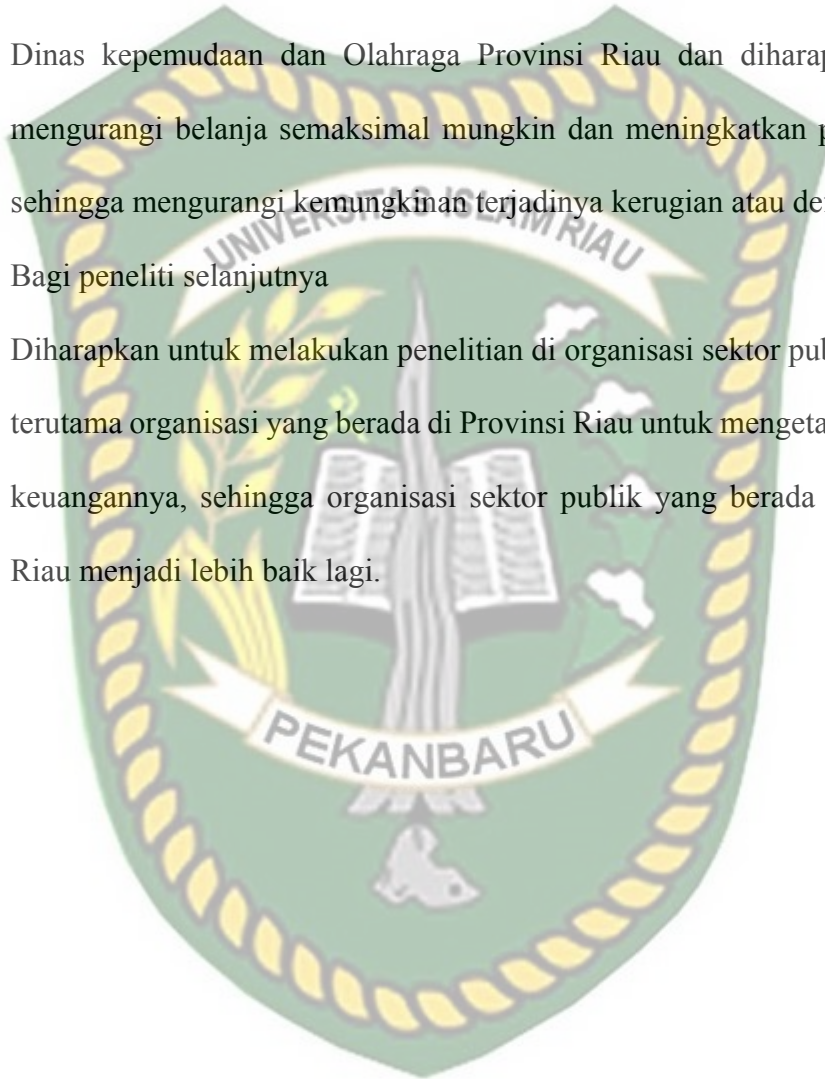 Dinas kepemudaan dan Olahraga Provinsi Riau dan
mengurangi belanja semaksimal mungkin dan meningkatkan
sehingga mengurangi kemungkinan terjadinya kerugian atau
UNIVERSITAS ISLAM RIAU
Bagi peneliti selanjutnya
Diharapkan untuk melakukan penelitian di organisasi sektor
terutama organisasi yang berada di Provinsi Riau untuk
keuangannya, sehingga organisasi sektor publik yang berada
Riau menjadi lebih baik lagi.
PEKANBARU